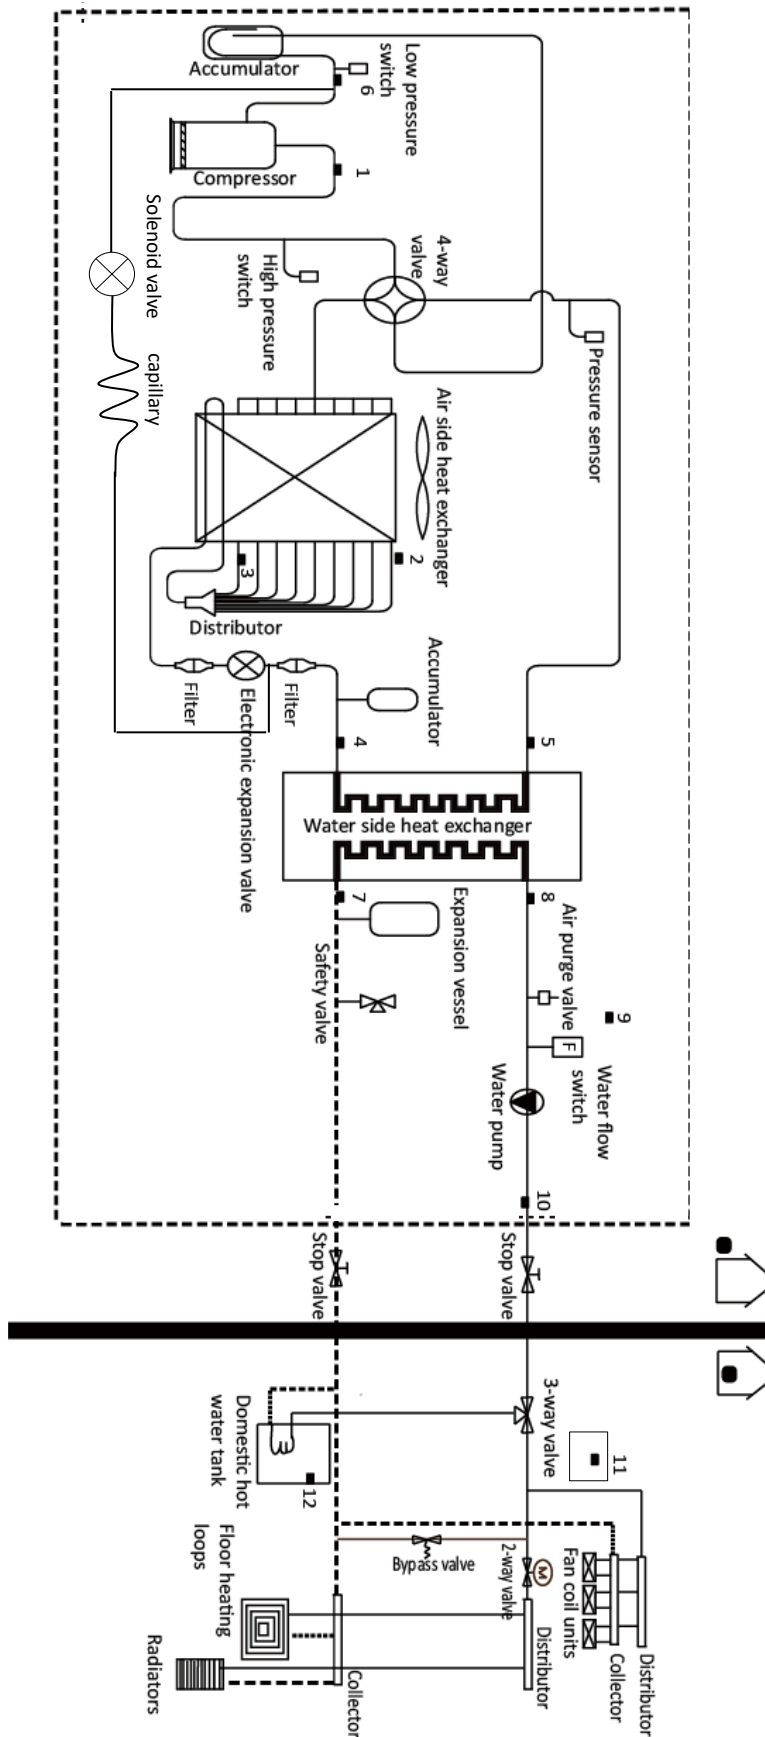 Accumulator
Low pressure
switch
6
Compressor
1
Solenoid valve
High pressure
switch
4-way
valve
Pressure sensor
capillary
Air side heat exchanger
2
3
Distributor
Filter
Electronic expansion valve
Filter
Accumulator
4
5
Water side heat exchanger
7
8
Expansion vessel
Safety valve
Air purge valve
9
F
Water flow
switch
Water pump
10
Stop valve
Stop valve
3-way valve
11
Domestic hot
water tank
12
Floor heating
loops
Bypass valve
2-way valve
M
Fan coil units
Collector
Distributor
Distributor
Collector
Radiators